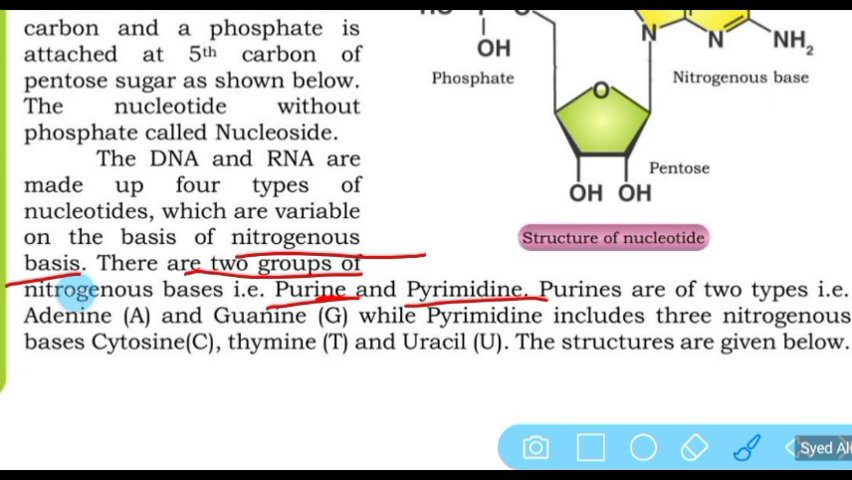 carbon and a phosphate is
attached at 5th carbon of
pentose sugar as shown below.
The nucleotide without
phosphate called Nucleoside.
The DNA and RNA are
made up four types of
nucleotides, which are variable
on the basis of nitrogenous
basis. There are two groups of
nitrogenous bases i.e. Purine and Pyrimidine. Purines are of two types i.e.
Adenine (A) and Guanine (G) while Pyrimidine includes three nitrogenous
bases Cytosine(C), thymine (T) and Uracil (U). The structures are given below.
OH
N
N
NH2
Phosphate
Nitrogenous base
O
Pentose
OH OH
Structure of nucleotide
Syed Ali